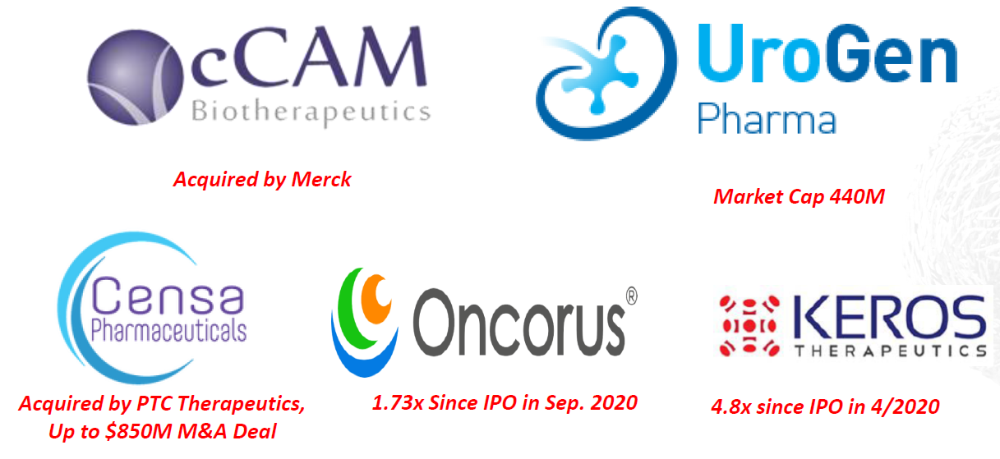 cCAM
Biotherapeutics
UroGen
Pharma
Acquired by Merck
Market Cap 440M
Censa
Pharmaceuticals
Oncorus®
KEROS
THERAPEUTICS
Acquired by PTC Therapeutics,
Up to $850M M&A Deal
1.73x Since IPO in Sep. 2020
4.8x since IPO in 4/2020